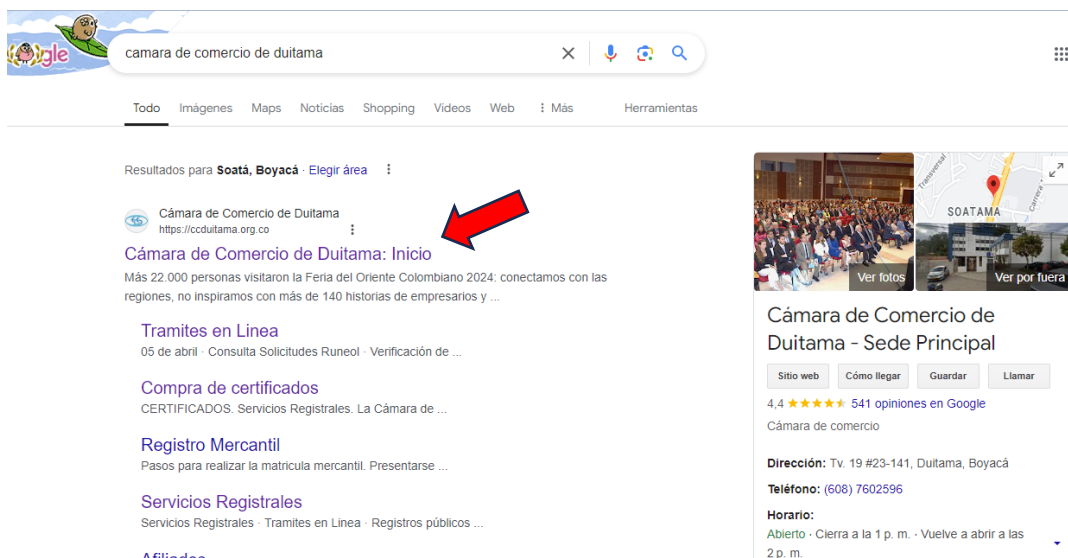 gle
camara de comercio de duitama
Todo Imágenes Maps Noticias Shopping Videos Web Más Herramientas
Resultados para Soatá, Boyacá · Elegir área
Cámara de Comercio de Duitama
https://ccduitama.org.co
Cámara de Comercio de Duitama: Inicio
Más 22.000 personas visitaron la Feria del Oriente Colombiano 2024: conectamos con las
regiones, no inspiramos con más de 140 historias de empresarios y ...
Tramites en Linea
05 de abril · Consulta Solicitudes Runeol · Verificación de ...
Compra de certificados
CERTIFICADOS. Servicios Registrales. La Cámara de ...
Registro Mercantil
Pasos para realizar la matricula mercantil. Presentarse ...
Servicios Registrales
Servicios Registrales · Tramites en Linea · Registros públicos ...
Transversal
Carrera
SOATAMA
Ver fotos
Ver por fuera
Cámara de Comercio de
Duitama - Sede Principal
Sitio web Cómo llegar Guardar Llamar
4,4 541 opiniones en Google
Cámara de comercio
Dirección: Tv. 19 #23-141, Duitama, Boyacá
Teléfono: (608) 7602596
Horario:
Abierto · Cierra a la 1 p. m. · Vuelve a abrir a las
2 p. m.